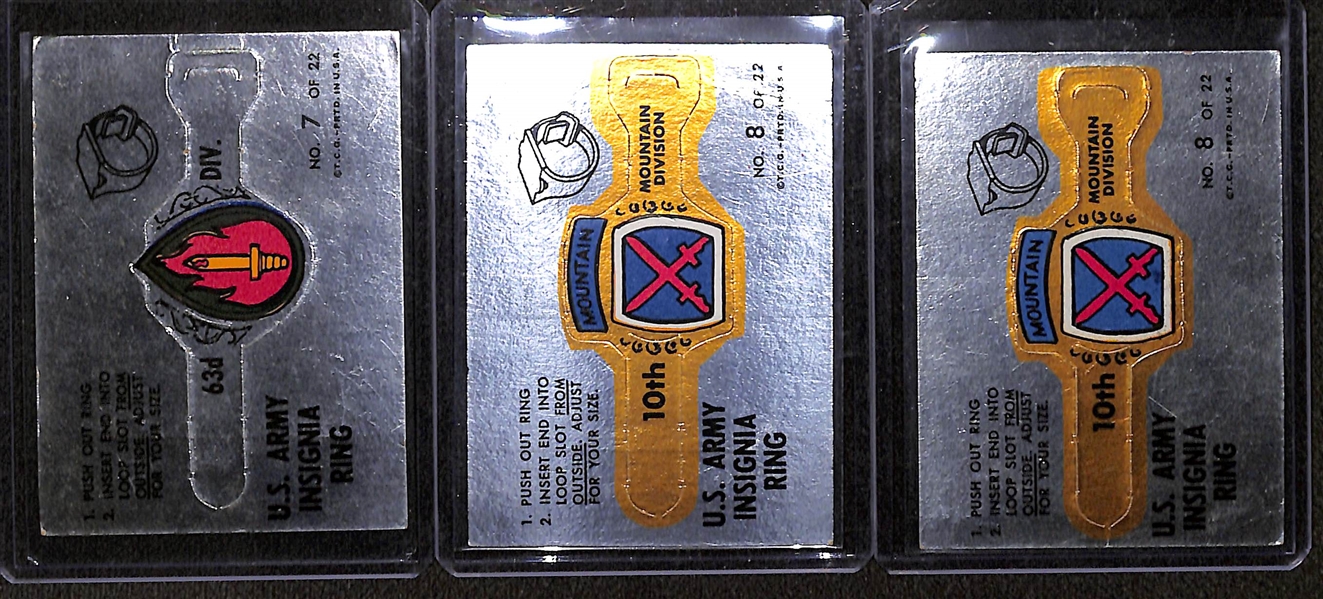 1. PUSH OUT RING
2. INSERT END INTO
LOOP SLOT FROM
OUTSIDE. ADJUST
FOR YOUR SIZE.
63d
DIV.
U.S. ARMY
INSIGNIA
RING
NO. 7 OF 22
©T.C.G.-PRTD. IN U.S.A.
1. PUSH OUT RING
2. INSERT END INTO
LOOP SLOT FROM
OUTSIDE. ADJUST
FOR YOUR SIZE.
MOUNTAIN
10th
MOUNTAIN
DIVISION
U.S. ARMY
INSIGNIA
RING
NO. 8 OF 22
©T.C.G.-PRTD. IN U.S.A
1. PUSH OUT RING
2. INSERT END INTO
LOOP SLOT FROM
OUTSIDE. ADJUST
FOR YOUR SIZE.
MOUNTAIN
10th
MOUNTAIN
DIVISION
U.S. ARMY
INSIGNIA
RING
NO. 8 OF 22
©T.C.G.-PRTD. IN U.S.A.